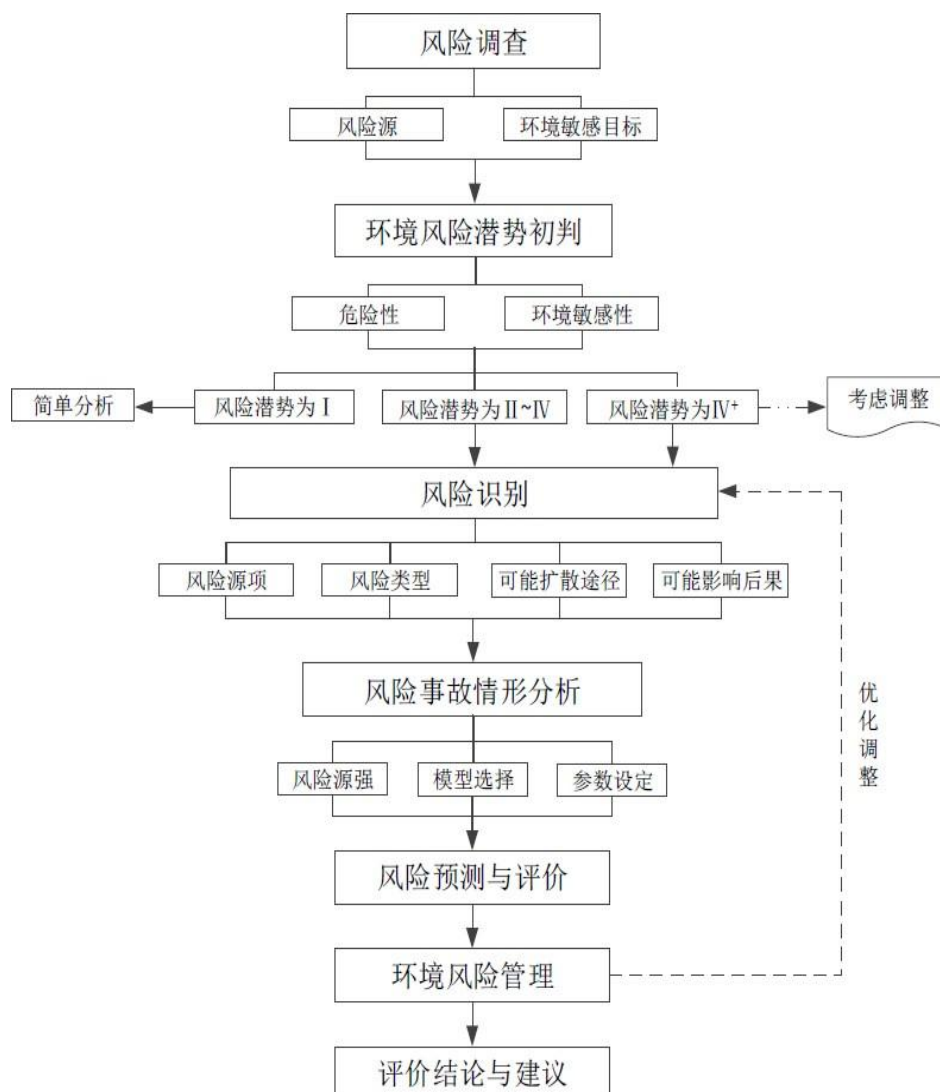 风险调查
风险源
环境敏感目标
环境风险潜势初判
危险性
环境敏感性
简单分析
风险潜势为Ⅰ
风险潜势为Ⅱ~Ⅳ
风险潜势为Ⅳ⁺
考虑调整
风险识别
风险源项
风险类型
可能扩散途径
可能影响后果
风险事故情形分析
风险源强
模型选择
参数设定
优化调整
风险预测与评价
环境风险管理
评价结论与建议